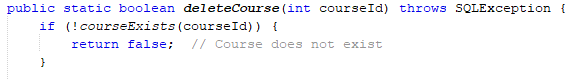 public static boolean deleteCourse(int courseId) throws SQLException {
    if (!courseExists(courseId)) {
        return false;  // Course does not exist
    }